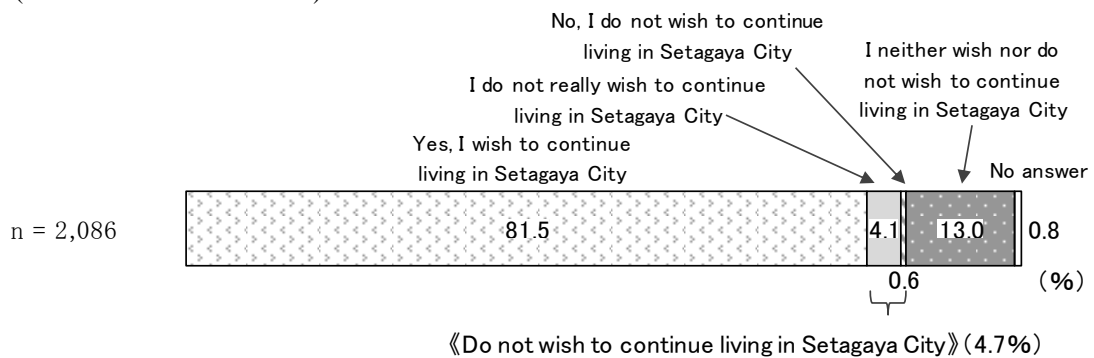 No, I do not wish to continue
living in Setagaya City
I neither wish nor do
not wish to continue
living in Setagaya City
I do not really wish to continue
living in Setagaya City
Yes, I wish to continue
living in Setagaya City
No answer
n = 2,086
81.5
4.1
13.0
0.8
0.6
(%)
《Do not wish to continue living in Setagaya City》(4.7%)